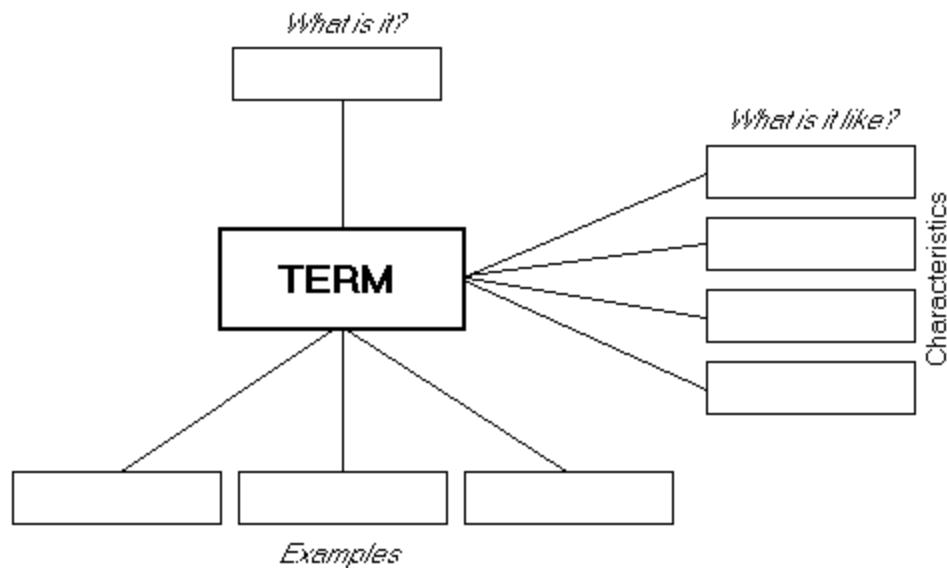 What is it?
What is it like?
TERM
Characteristics
Examples